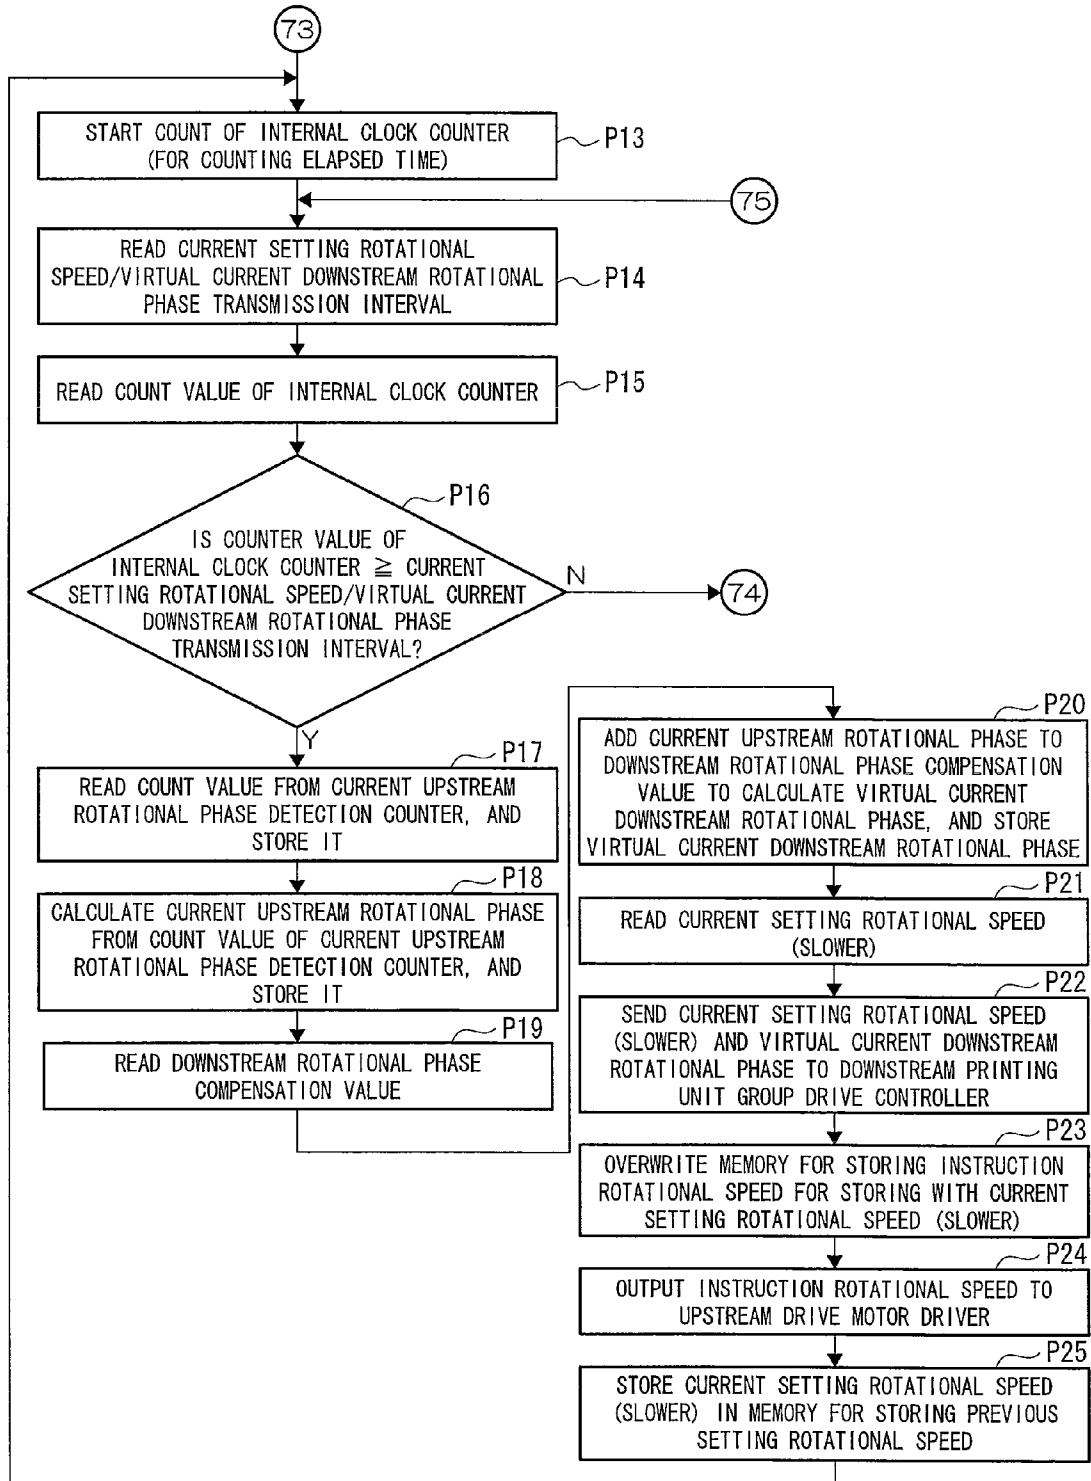 73
START COUNT OF INTERNAL CLOCK COUNTER
(FOR COUNTING ELAPSED TIME)
P13
75
READ CURRENT SETTING ROTATIONAL
SPEED/VIRTUAL CURRENT DOWNSTREAM ROTATIONAL
PHASE TRANSMISSION INTERVAL
P14
READ COUNT VALUE OF INTERNAL CLOCK COUNTER
P15
P16
IS COUNTER VALUE OF
INTERNAL CLOCK COUNTER ≧ CURRENT
SETTING ROTATIONAL SPEED/VIRTUAL CURRENT
DOWNSTREAM ROTATIONAL PHASE
TRANSMISSION INTERVAL?
N
74
Y
P17
READ COUNT VALUE FROM CURRENT UPSTREAM
ROTATIONAL PHASE DETECTION COUNTER, AND
STORE IT
P18
CALCULATE CURRENT UPSTREAM ROTATIONAL PHASE
FROM COUNT VALUE OF CURRENT UPSTREAM
ROTATIONAL PHASE DETECTION COUNTER, AND
STORE IT
P19
READ DOWNSTREAM ROTATIONAL PHASE
COMPENSATION VALUE
P20
ADD CURRENT UPSTREAM ROTATIONAL PHASE TO
DOWNSTREAM ROTATIONAL PHASE COMPENSATION
VALUE TO CALCULATE VIRTUAL CURRENT
DOWNSTREAM ROTATIONAL PHASE, AND STORE
VIRTUAL CURRENT DOWNSTREAM ROTATIONAL PHASE
P21
READ CURRENT SETTING ROTATIONAL SPEED
(SLOWER)
P22
SEND CURRENT SETTING ROTATIONAL SPEED
(SLOWER) AND VIRTUAL CURRENT DOWNSTREAM
ROTATIONAL PHASE TO DOWNSTREAM PRINTING
UNIT GROUP DRIVE CONTROLLER
P23
OVERWRITE MEMORY FOR STORING INSTRUCTION
ROTATIONAL SPEED FOR STORING WITH CURRENT
SETTING ROTATIONAL SPEED (SLOWER)
P24
OUTPUT INSTRUCTION ROTATIONAL SPEED TO
UPSTREAM DRIVE MOTOR DRIVER
P25
STORE CURRENT SETTING ROTATIONAL SPEED
(SLOWER) IN MEMORY FOR STORING PREVIOUS
SETTING ROTATIONAL SPEED